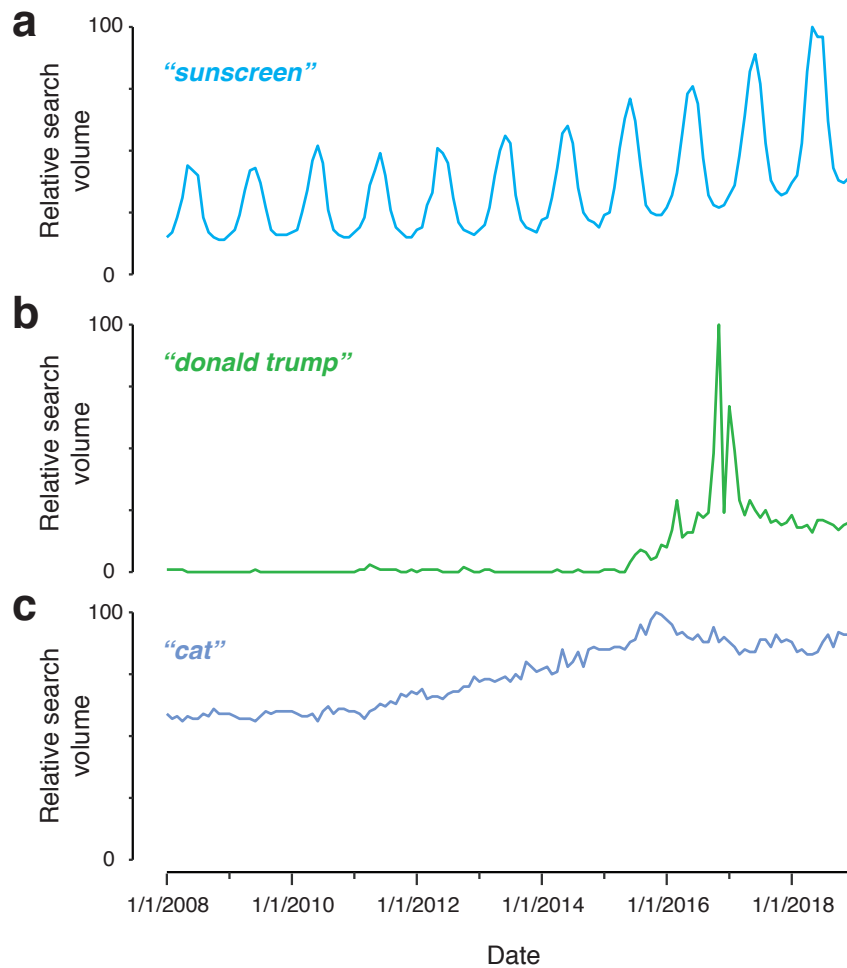 a
100
“sunscreen”
Relative search
volume
0
b
100
“donald trump”
Relative search
volume
0
c
100
“cat”
Relative search
volume
0
1/1/2008 1/1/2010 1/1/2012 1/1/2014 1/1/2016 1/1/2018
Date